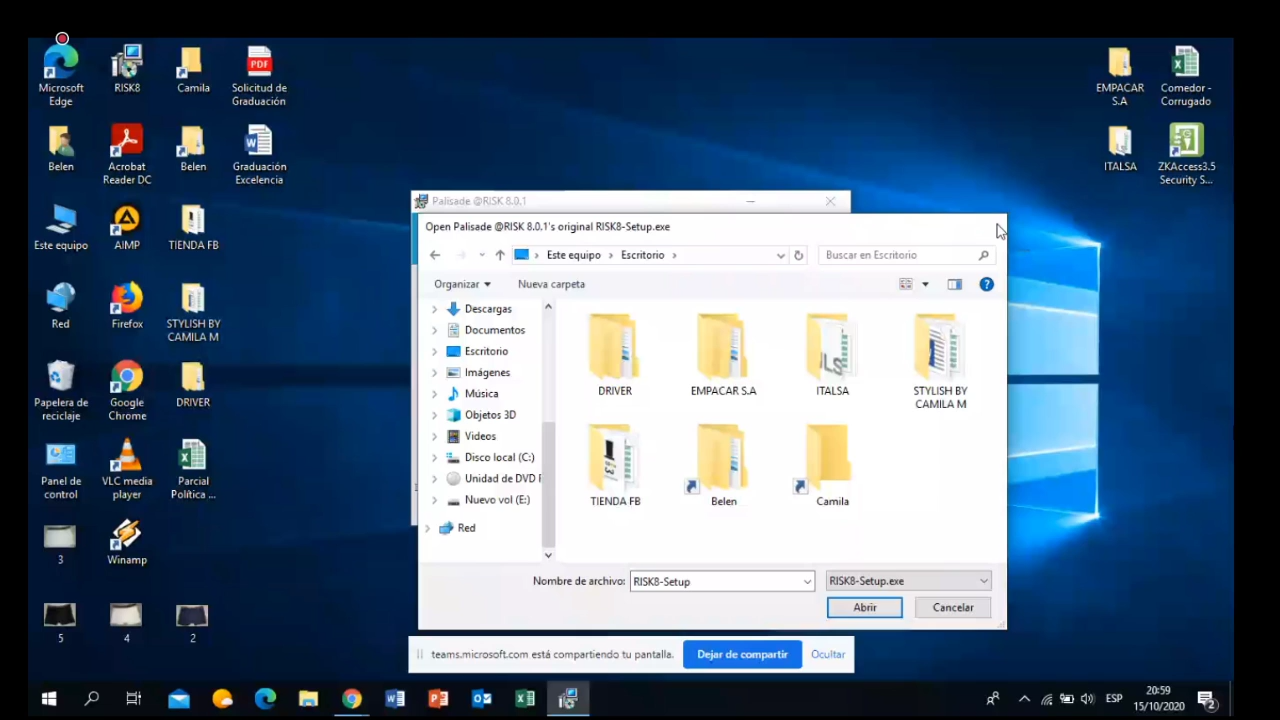 Microsoft
Edge
RISK8
Camila
Solicitud de
Graduación
Belen
Acrobat
Reader DC
Belen
Graduación
Excelencia
Este equipo
AIMP
TIENDA FB
Red
Firefox
STYLISH BY
CAMILA M
Papelera de
reciclaje
Google
Chrome
DRIVER
Panel de
control
VLC media
player
Parcial
Política ...
3
Winamp
5
4
2
EMPACAR
S.A
Comedor -
Corrugado
ITALSA
ZKAccess3.5
Security S...
Palisade @RISK 8.0.1
Open Palisade @RISK 8.0.1's original RISK8-Setup.exe
Este equipo > Escritorio >
Buscar en Escritorio
Organizar
Nueva carpeta
Descargas
Documentos
Escritorio
Imágenes
Música
Objetos 3D
Videos
Disco local (C:)
Unidad de DVD
Nuevo vol (E:)
Red
DRIVER
EMPACAR S.A
ITALSA
STYLISH BY
CAMILA M
TIENDA FB
Belen
Camila
Nombre de archivo:
RISK8-Setup
RISK8-Setup.exe
Abrir
Cancelar
teams.microsoft.com está compartiendo tu pantalla.
Dejar de compartir
Ocultar
ESP
20:59
15/10/2020
2